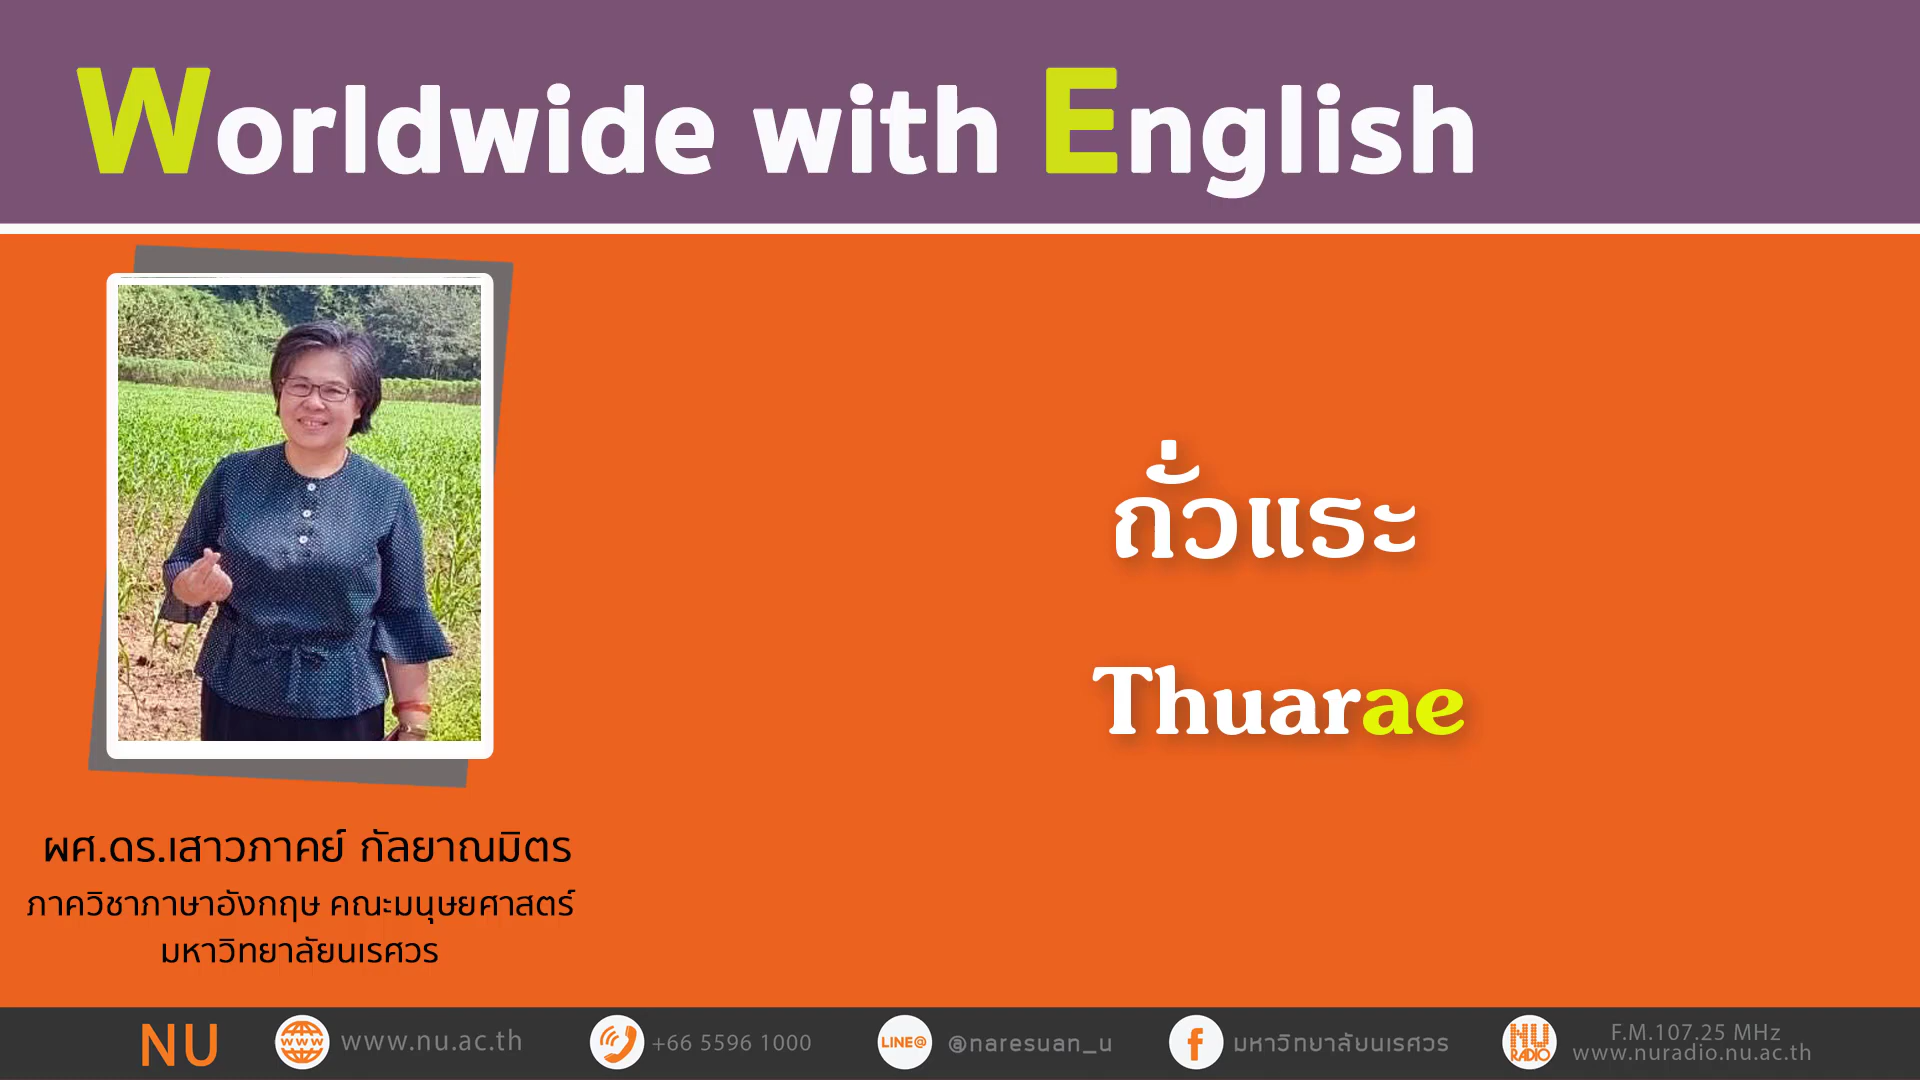 Worldwide with English
ถั่วแระ
Thuarae
ผศ.ดร.เสาวภาคย์ กัลยาณมิตร
ภาควิชาภาษาอังกฤษ คณะมนุษยศาสตร์
มหาวิทยาลัยนเรศวร
NU
www
www.nu.ac.th
+66 5596 1000
LINE@
@naresuan_u
f
มหาวิทยาลัยนเรศวร
NU
RADIO
F.M.107.25 MHz
www.nuradio.nu.ac.th